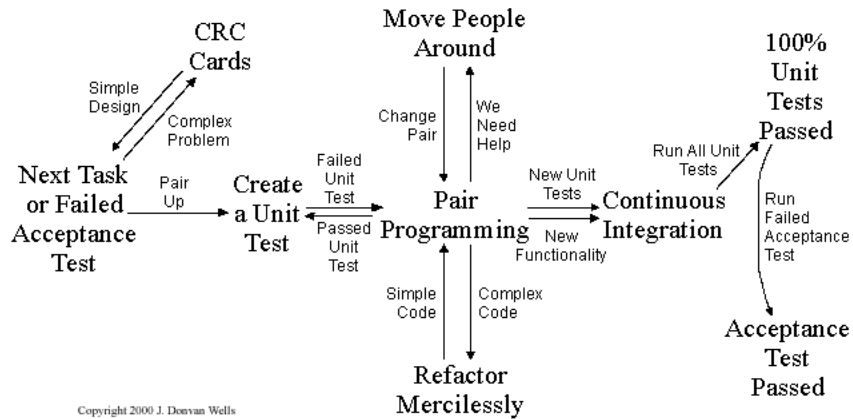 CRC
Cards
Simple
Design
Complex
Problem
Next Task
or Failed
Acceptance
Test
Pair
Up
Create
a Unit
Test
Failed
Unit
Test
Passed
Unit
Test
Move People
Around
Change
Pair
We
Need
Help
Pair
Programming
Simple
Code
Complex
Code
Refactor
Mercilessly
New Unit
Tests
New
Functionality
Continuous
Integration
Run All Unit
Tests
100%
Unit
Tests
Passed
Run
Failed
Acceptance
Test
Acceptance
Test
Passed
Copyright 2000 J. Donvan Wells